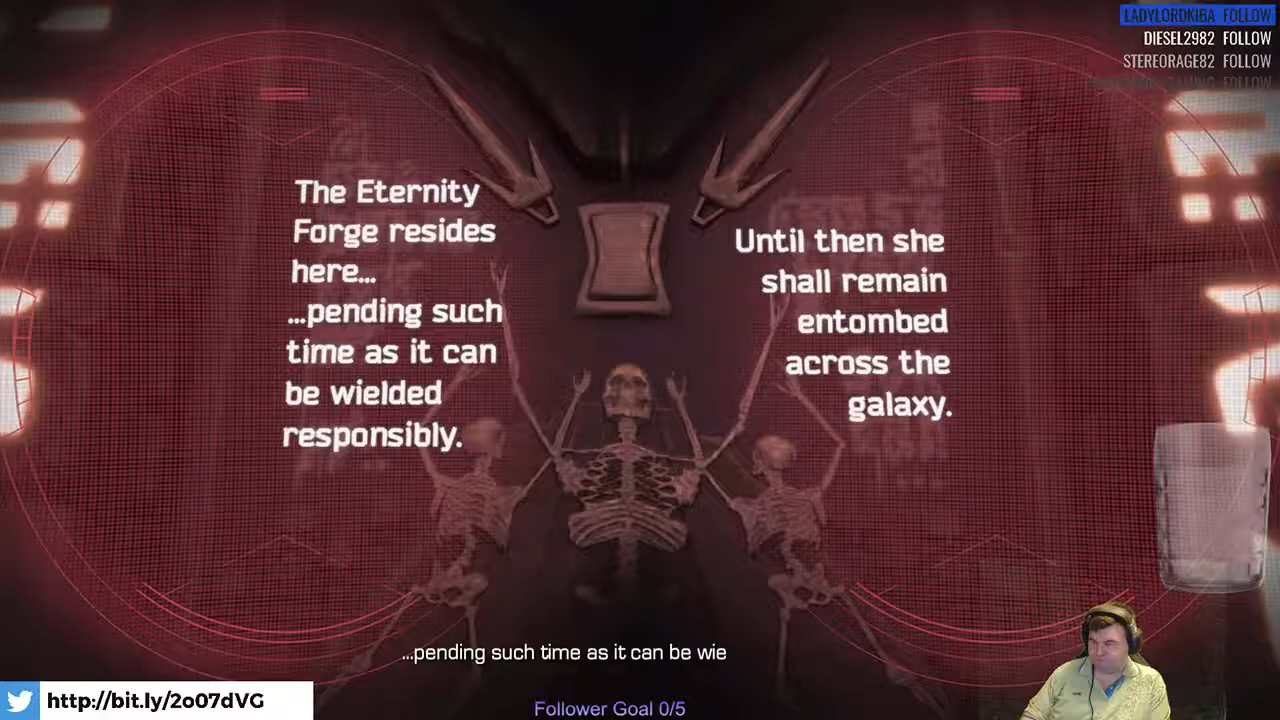 LADYLORDKIBA FOLLOW
DIESEL2982 FOLLOW
STEREORAGE82 FOLLOW
FOLLOW
The Eternity
Forge resides
here...
...pending such
time as it can
be wielded
responsibly.
Until then she
shall remain
entombed
across the
galaxy.
...pending such time as it can be wie
http://bit.ly/2o07dVG
Follower Goal 0/5